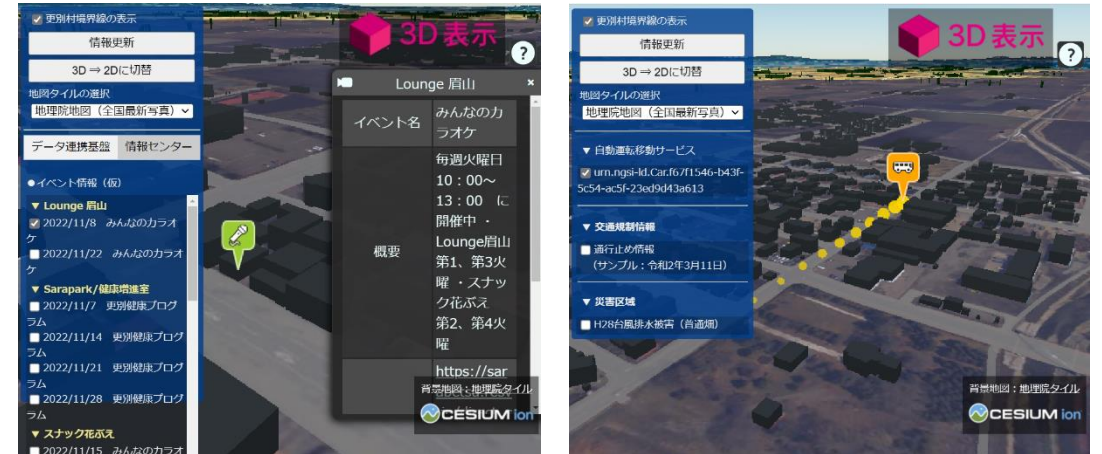 更別村境界線の表示
情報更新
3D ⇒ 2Dに切替
地図タイルの選択
地理院地図（全国最新写真）
データ連携基盤 情報センター
●イベント情報（仮）
▼ Lounge 眉山
2022/11/8 みんなのカラオ
ケ
2022/11/22 みんなのカラオ
ケ
▼ Sarapark/健康増進室
2022/11/7 更別健康プログ
ラム
2022/11/14 更別健康プログ
ラム
2022/11/21 更別健康プログ
ラム
2022/11/28 更別健康プログ
ラム
▼ スナック花ぶえ
2022/11/15 みんなのカラオ
3D表示
?
Lounge 眉山
×
イベント名
みんなのカ
ラオケ
概要
毎週火曜日
10：00～
13：00 に
開催中 ・
Lounge眉山
第1、第3火
曜 ・スナッ
ク花ぶえ
第2、第4火
曜
https://sar
背景地図：地理院タイル
CESIUM ion
更別村境界線の表示
情報更新
3D ⇒ 2Dに切替
地図タイルの選択
地理院地図（全国最新写真）
▼ 自動運転移動サービス
urn.ngsi-ld.Car.f67f1546-b43f-
5c54-ac5f-23ed9d43a613
▼ 交通規制情報
通行止め情報
（サンプル：令和2年3月11日）
▼ 災害区域
H28台風排水被害（首通畑）
3D表示
?
背景地図：地理院タイル
CESIUM ion